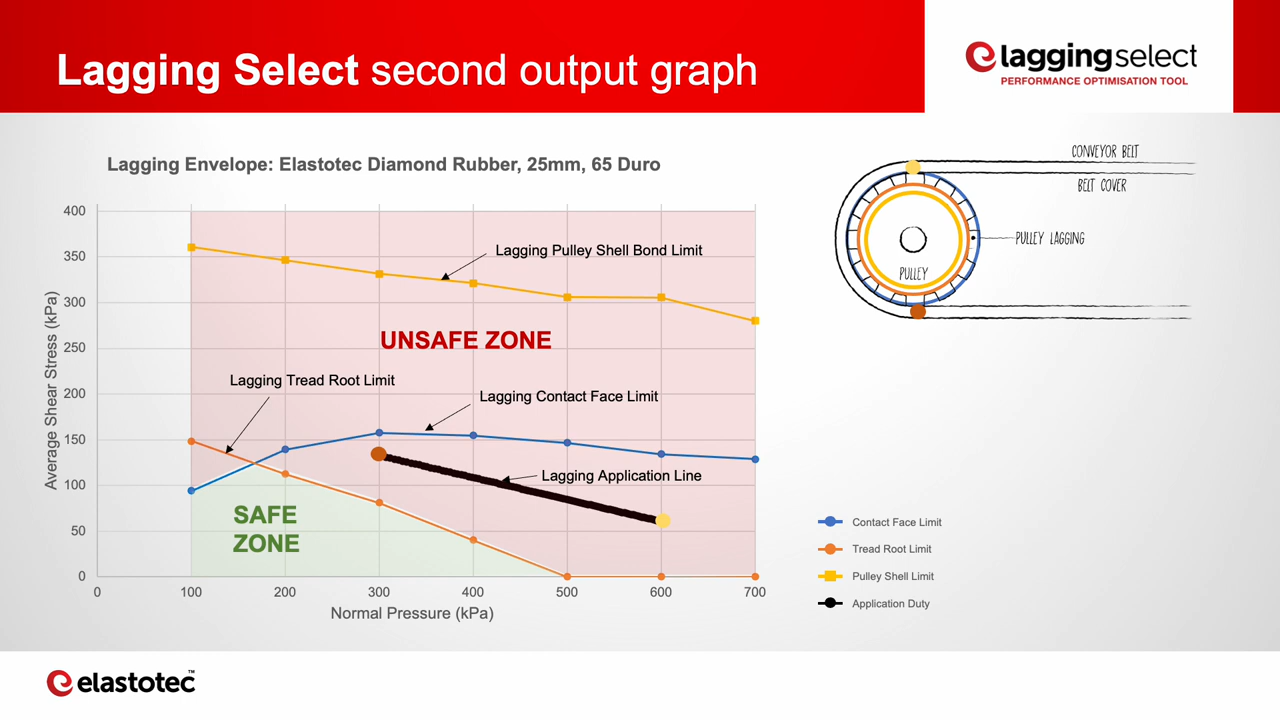 Lagging Select second output graph
laggingselect
PERFORMANCE OPTIMISATION TOOL
Lagging Envelope: Elastotec Diamond Rubber, 25mm, 65 Duro
400
350
300
250
200
150
100
50
0
Average Shear Stress (kPa)
Lagging Pulley Shell Bond Limit
UNSAFE ZONE
Lagging Tread Root Limit
Lagging Contact Face Limit
Lagging Application Line
SAFE
ZONE
0 100 200 300 400 500 600 700
Normal Pressure (kPa)
CONVEYOR BELT
BELT COVER
PULLEY LAGGING
PULLEY
Contact Face Limit
Tread Root Limit
Pulley Shell Limit
Application Duty
elastotec™